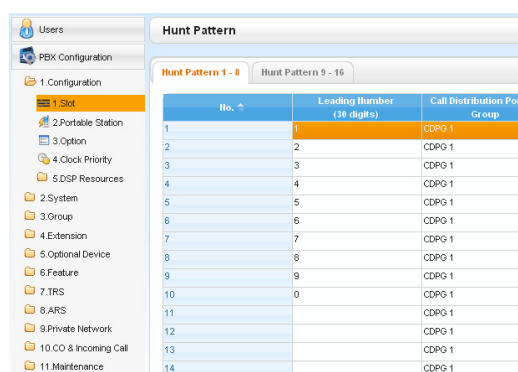 Users
PBX Configuration
1.Configuration
1.Slot
2.Portable Station
3.Option
4.Clock Priority
5.DSP Resources
2.System
3.Group
4.Extension
5.Optional Device
6.Feature
7.TRS
8.ARS
9.Private Network
10.CO & Incoming Call
11.Maintenance
Hunt Pattern
Hunt Pattern 1 - 8 Hunt Pattern 9 - 16
No. Leading Number (30 digits) Call Distribution Po Group
1 1 CDPG 1
2 2 CDPG 1
3 3 CDPG 1
4 4 CDPG 1
5 5 CDPG 1
6 6 CDPG 1
7 7 CDPG 1
8 8 CDPG 1
9 9 CDPG 1
10 0 CDPG 1
11 CDPG 1
12 CDPG 1
13 CDPG 1
14 CDPG 1